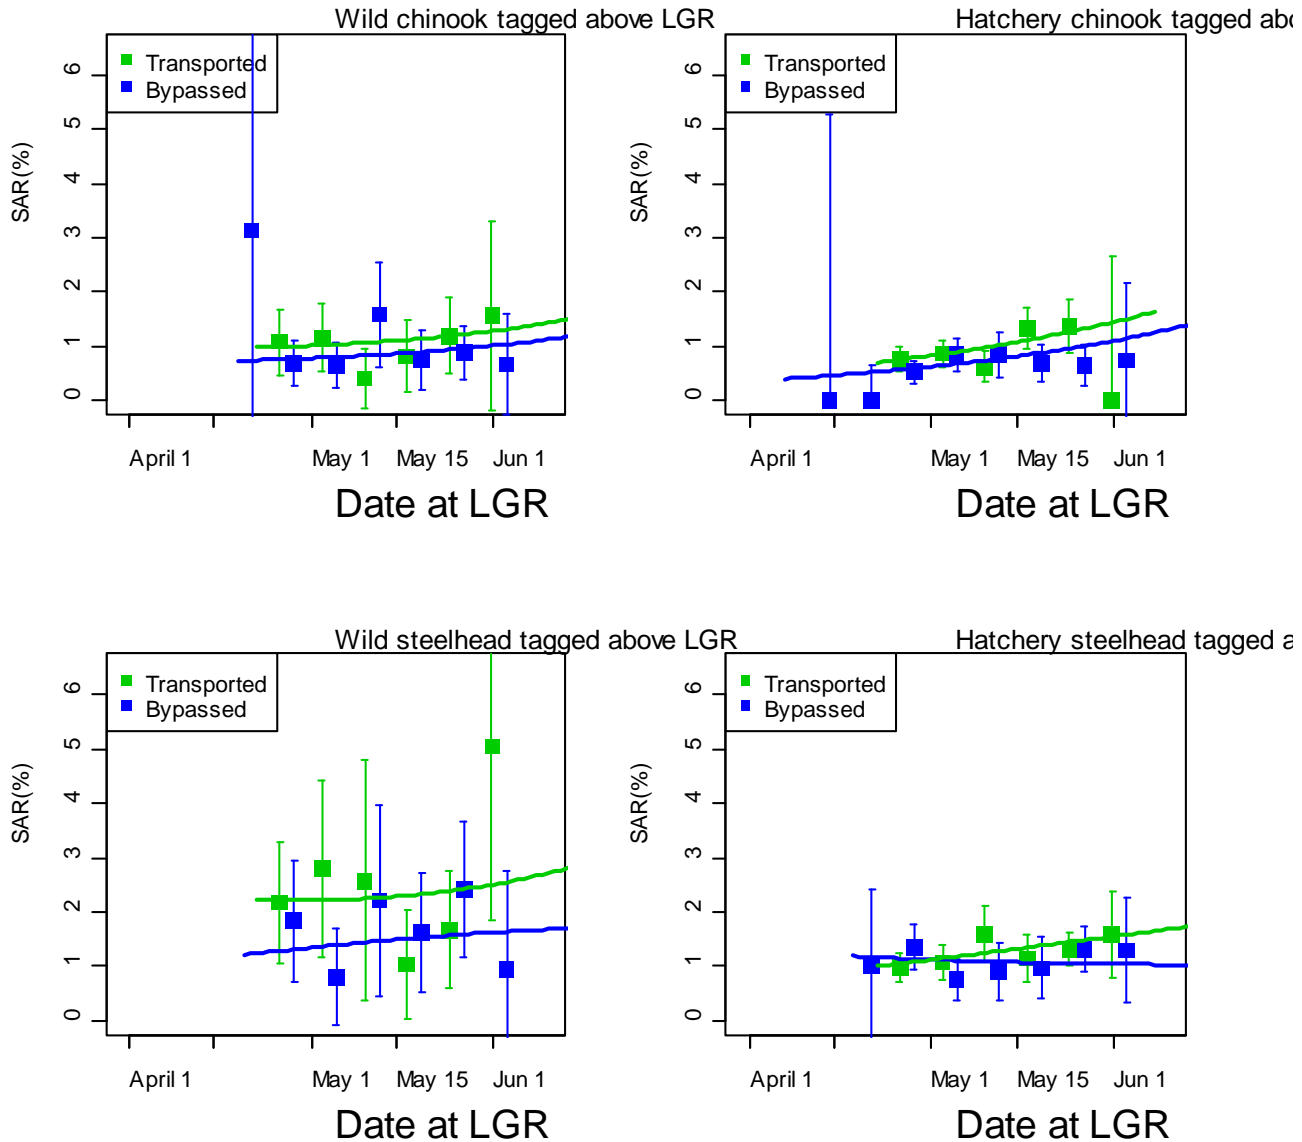 Wild chinook tagged above LGR
Transported
Bypassed
SAR(%)
6
5
4
3
2
1
0
April 1
May 1
May 15
Jun 1
Date at LGR
Hatchery chinook tagged abo
Transported
Bypassed
SAR(%)
6
5
4
3
2
1
0
April 1
May 1
May 15
Jun 1
Date at LGR
Wild steelhead tagged above LGR
Transported
Bypassed
SAR(%)
6
5
4
3
2
1
0
April 1
May 1
May 15
Jun 1
Date at LGR
Hatchery steelhead tagged a
Transported
Bypassed
SAR(%)
6
5
4
3
2
1
0
April 1
May 1
May 15
Jun 1
Date at LGR